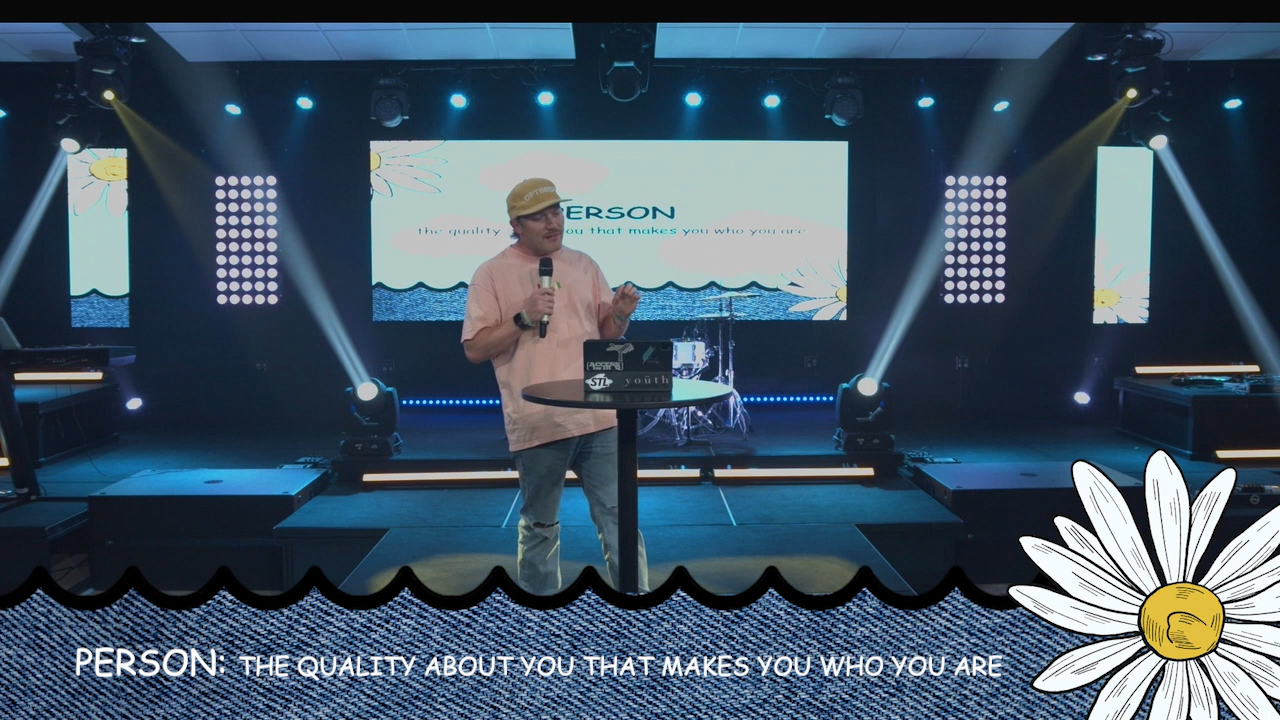 PERSON
the quality you that makes you who you are
STL
yoüth
PERSON: THE QUALITY ABOUT YOU THAT MAKES YOU WHO YOU ARE